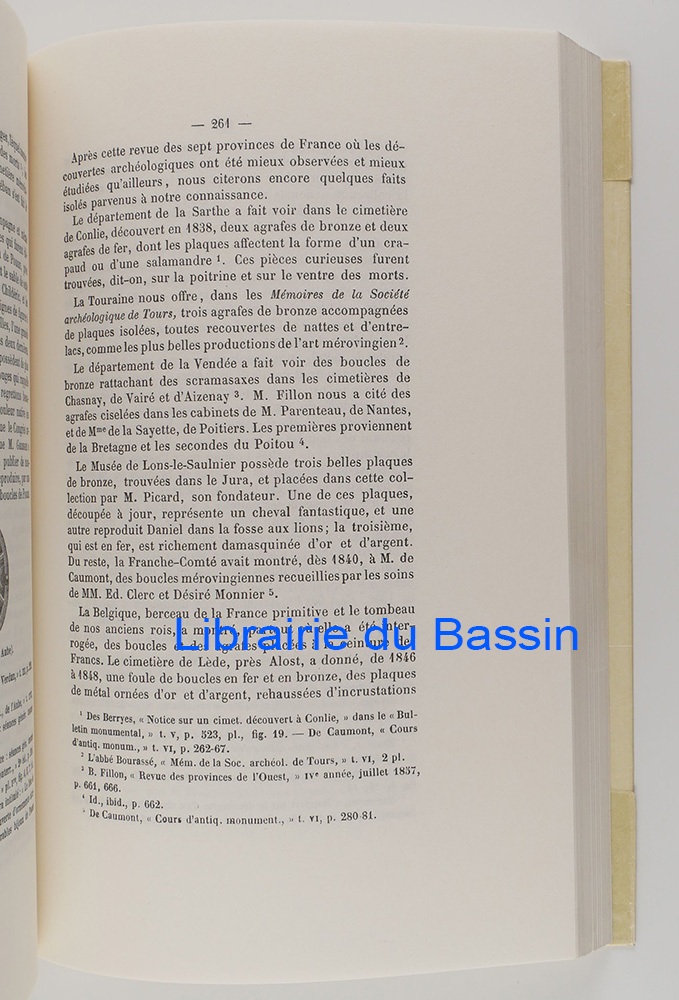 — 261 —
Après cette revue des sept provinces de France où les dé-
couvertes archéologiques ont été mieux observées et mieux
étudiées qu'ailleurs, nous citerons encore quelques faits
isolés parvenus à notre connaissance.
Le département de la Sarthe a fait voir dans le cimetière
de Conlie, découvert en 1838, deux agrafes de bronze et deux
agrafes de fer, dont les plaques affectent la forme d'un cra-
paud ou d'une salamandre 1. Ces pièces curieuses furent
trouvées, dit-on, sur la poitrine et sur le ventre des morts.
La Touraine nous offre, dans les Mémoires de la Société
archéologique de Tours, trois agrafes de bronze accompagnées
de plaques isolées, toutes recouvertes de nattes et d'entre-
lacs, comme les plus belles productions de l'art mérovingien 2.
Le département de la Vendée a fait voir des boucles de
bronze rattachant des scramasaxes dans les cimetières de
Chasnay, de Vairé et d'Aizenay 3. M. Fillon nous a cité des
agrafes ciselées dans les cabinets de M. Parenteau, de Nantes,
et de Mme de la Sayette, de Poitiers. Les premières proviennent
de la Bretagne et les secondes du Poitou 4.
Le Musée de Lons-le-Saulnier possède trois belles plaques
de bronze, trouvées dans le Jura, et placées dans cette col-
lection par M. Picard, son fondateur. Une de ces plaques,
découpée à jour, représente un cheval fantastique, et une
autre reproduit Daniel dans la fosse aux lions; la troisième,
qui est en fer, est richement damasquinée d'or et d'argent.
Du reste, la Franche-Comté avait montré, dès 1840, à M. de
Caumont, des boucles mérovingiennes recueillies par les soins
de MM. Ed. Clerc et Désiré Monnier 5.
La Belgique, berceau de la France primitive et le tombeau
de nos anciens rois, a montré, partout où elle a été inter-
rogée, des boucles et des agrafes placées à la ceinture des
Francs. Le cimetière de Lède, près Alost, a donné, de 1846
à 1848, une foule de boucles en fer et en bronze, des plaques
de métal ornées d'or et d'argent, rehaussées d'incrustations
Librairie du Bassin
1 Des Berryes, « Notice sur un cimet. découvert à Conlie, » dans le « Bul-
letin monumental, » t. v, p. 523, pl., fig. 19. — De Caumont, « Cours
d'antiq. monum., » t. VI, p. 262-67.
2 L'abbé Bourassé, « Mém. de la Soc. archéol. de Tours, » t. VI, 2 pl.
3 B. Fillon, « Revue des provinces de l'Ouest, » IVe année, juillet 1857,
p. 661, 666.
4 Id., ibid., p. 662.
5 De Caumont, « Cours d'antiq. monument., » t. VI, p. 280-81.